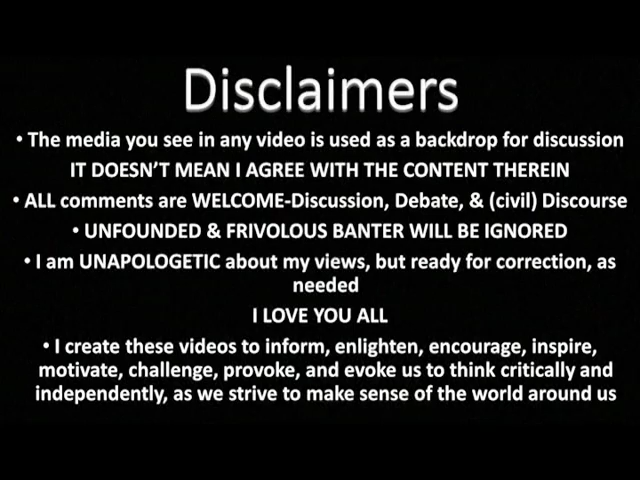 Disclaimers
• The media you see in any video is used as a backdrop for discussion
IT DOESN'T MEAN I AGREE WITH THE CONTENT THEREIN
• ALL comments are WELCOME-Discussion, Debate, & (civil) Discourse
• UNFOUNDED & FRIVOLOUS BANTER WILL BE IGNORED
• I am UNAPOLOGETIC about my views, but ready for correction, as
needed
I LOVE YOU ALL
• I create these videos to inform, enlighten, encourage, inspire,
motivate, challenge, provoke, and evoke us to think critically and
independently, as we strive to make sense of the world around us